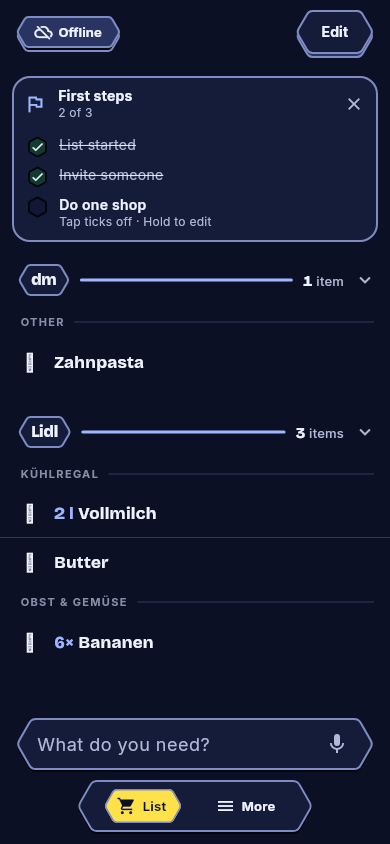 Offline
Edit
First steps
2 of 3
List started
Invite someone
Do one shop
Tap ticks off · Hold to edit
dm
1 item
OTHER
Zahnpasta
Lidl
3 items
KÜHLREGAL
2 l Vollmilch
Butter
OBST & GEMÜSE
6× Bananen
What do you need?
List
More